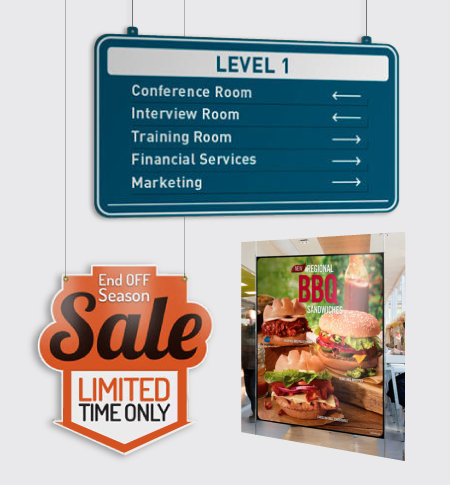 LEVEL 1
Conference Room ←
Interview Room ←
Training Room →
Financial Services →
Marketing →
End OFF
Season
Sale
LIMITED
TIME ONLY
NEW REGIONAL
BBQ
SANDWICHES